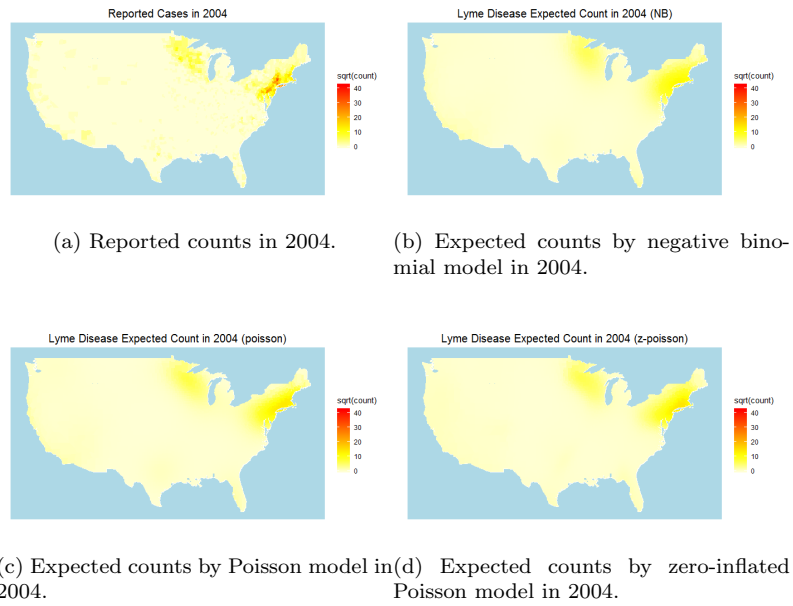 Reported Cases in 2004
sqrt(count)
40
30
20
10
0
(a) Reported counts in 2004.
Lyme Disease Expected Count in 2004 (NB)
sqrt(count)
40
30
20
10
0
(b) Expected counts by negative bino-
mial model in 2004.
Lyme Disease Expected Count in 2004 (poisson)
sqrt(count)
40
30
20
10
0
(c) Expected counts by Poisson model in
2004.
Lyme Disease Expected Count in 2004 (z-poisson)
sqrt(count)
40
30
20
10
0
(d) Expected counts by zero-inflated
Poisson model in 2004.